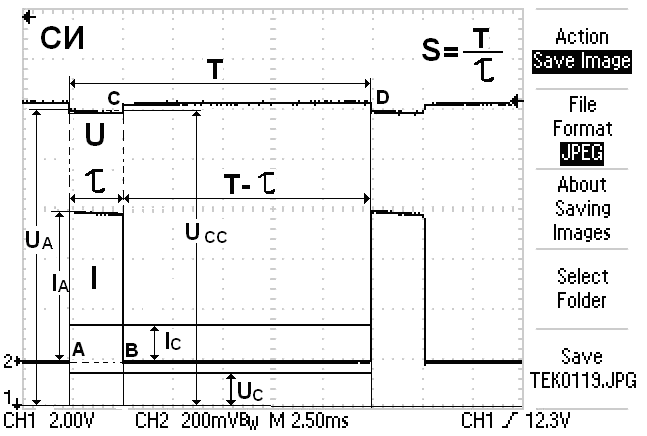 СИ
S=T/τ
T
C
D
U
τ
T-τ
UA
UCC
IA
I
A
B
IC
UC
2
1
Action
Save Image
File
Format
JPEG
About
Saving
Images
Select
Folder
Save
TEK0119.JPG
CH1 2.00V CH2 200mVBW M 2.50ms CH1 / 12.3V